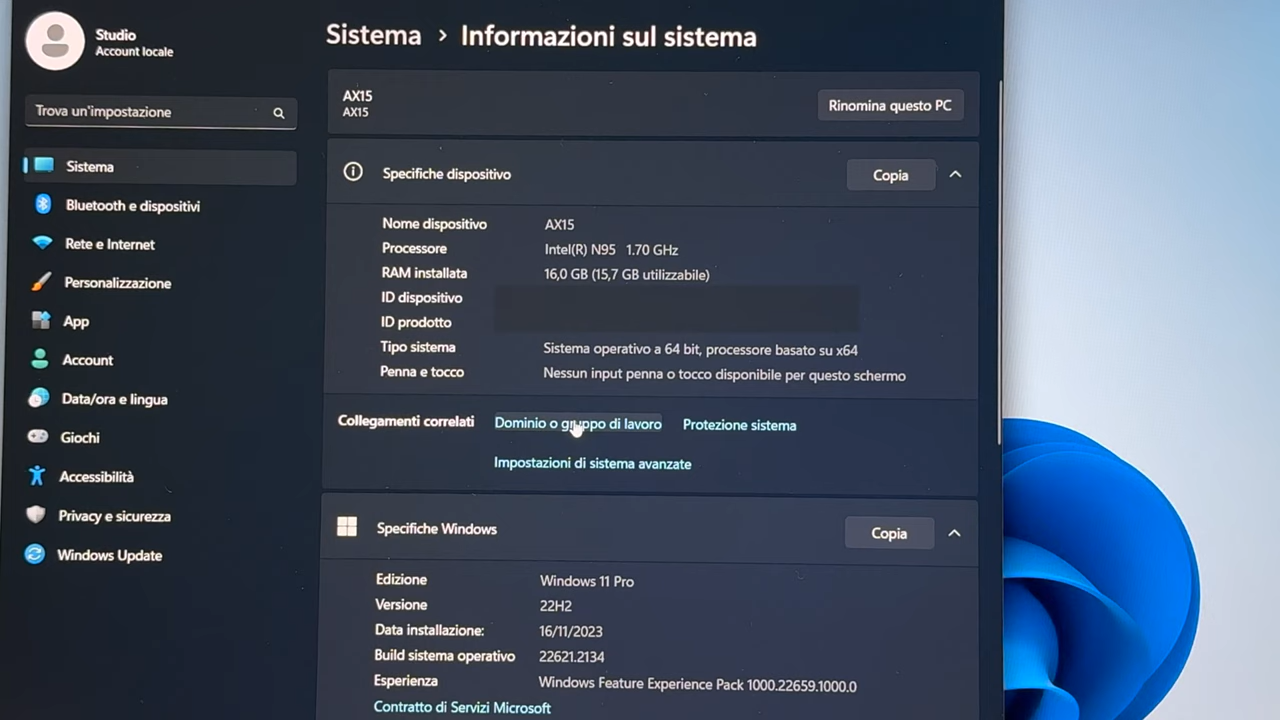 Studio
Account locale
Trova un'impostazione
Sistema
Bluetooth e dispositivi
Rete e Internet
Personalizzazione
App
Account
Data/ora e lingua
Giochi
Accessibilità
Privacy e sicurezza
Windows Update
Sistema > Informazioni sul sistema
AX15
AX15
Rinomina questo PC
Specifiche dispositivo
Copia
Nome dispositivo AX15
Processore Intel(R) N95 1.70 GHz
RAM installata 16,0 GB (15,7 GB utilizzabile)
ID dispositivo
ID prodotto
Tipo sistema Sistema operativo a 64 bit, processore basato su x64
Penna e tocco Nessun input penna o tocco disponibile per questo schermo
Collegamenti correlati Dominio o gruppo di lavoro Protezione sistema
Impostazioni di sistema avanzate
Specifiche Windows
Copia
Edizione Windows 11 Pro
Versione 22H2
Data installazione: 16/11/2023
Build sistema operativo 22621.2134
Esperienza Windows Feature Experience Pack 1000.22659.1000.0
Contratto di Servizi Microsoft